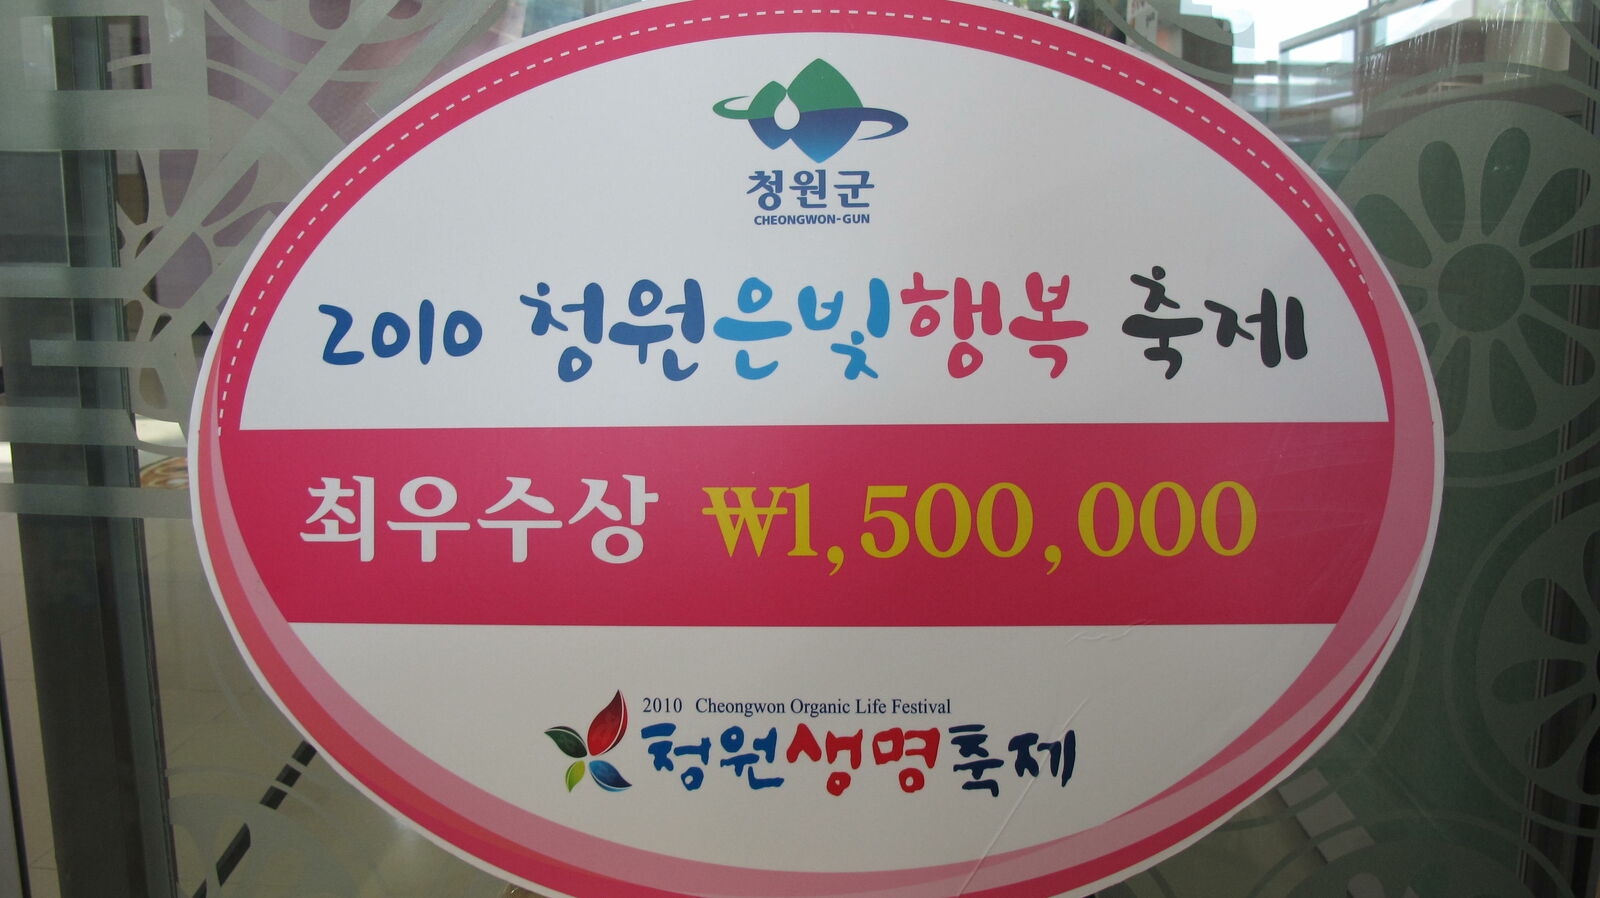 청원군
CHEONGWON-GUN
2010 청원은빛행복 축제
최우수상 ₩1,500,000
2010 Cheongwon Organic Life Festival
청원생명축제